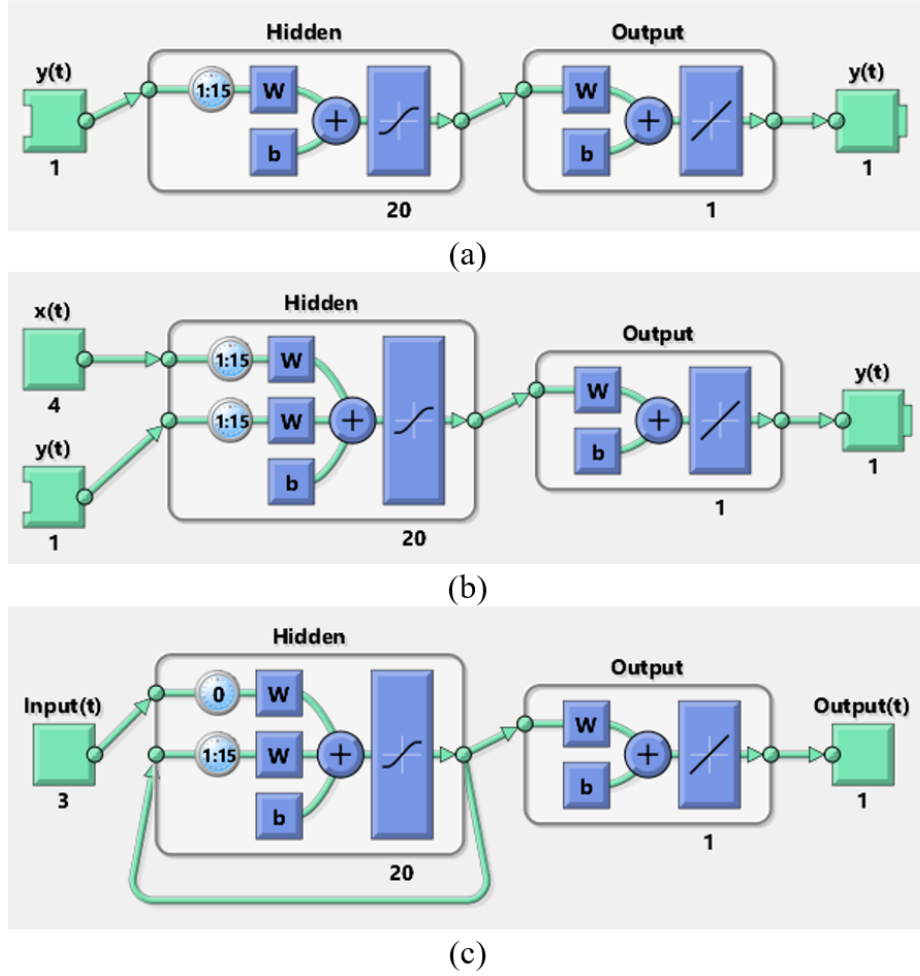 Hidden Output
y(t) y(t)
1:15 W W
b b
1 1
20 1
(a)
x(t) Hidden
Output
1:15 W
y(t)
W
4
1:15 W
y(t)
b
b
1
1
1
20
(b)
Hidden
Output
Input(t) 0 W Output(t)
W
1:15 W
3 1
b b
1
20
(c)